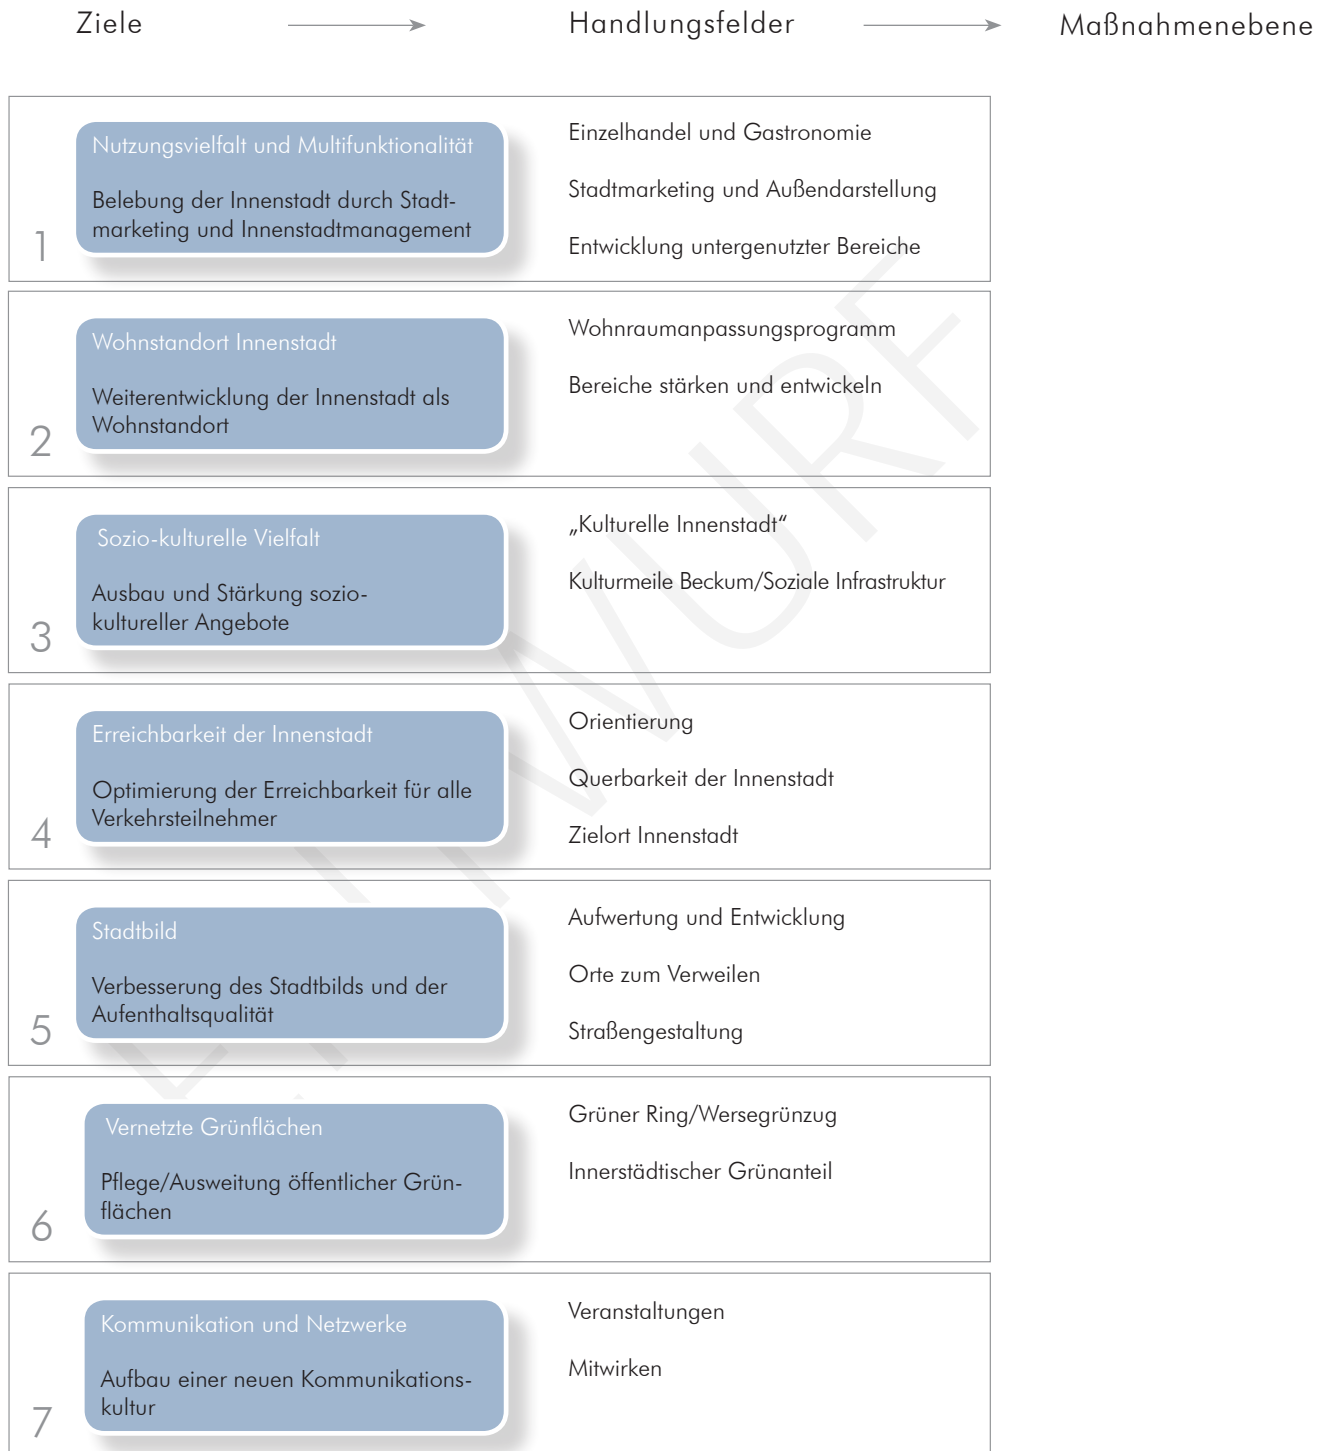 Ziele
Handlungsfelder
Maßnahmenebene
1
Nutzungsvielfalt und Multifunktionalität
Belebung der Innenstadt durch Stadt-
marketing und Innenstadtmanagement
Einzelhandel und Gastronomie
Stadtmarketing und Außendarstellung
Entwicklung untergenutzter Bereiche
2
Wohnstandort Innenstadt
Weiterentwicklung der Innenstadt als
Wohnstandort
Wohnraumanpassungsprogramm
Bereiche stärken und entwickeln
3
Sozio-kulturelle Vielfalt
Ausbau und Stärkung sozio-
kultureller Angebote
„Kulturelle Innenstadt“
Kulturmeile Beckum/Soziale Infrastruktur
4
Erreichbarkeit der Innenstadt
Optimierung der Erreichbarkeit für alle
Verkehrsteilnehmer
Orientierung
Querbarkeit der Innenstadt
Zielort Innenstadt
5
Stadtbild
Verbesserung des Stadtbilds und der
Aufenthaltsqualität
Aufwertung und Entwicklung
Orte zum Verweilen
Straßengestaltung
6
Vernetzte Grünflächen
Pflege/Ausweitung öffentlicher Grün-
flächen
Grüner Ring/Wersegrünzug
Innerstädtischer Grünanteil
7
Kommunikation und Netzwerke
Aufbau einer neuen Kommunikations-
kultur
Veranstaltungen
Mitwirken
ENTWURF